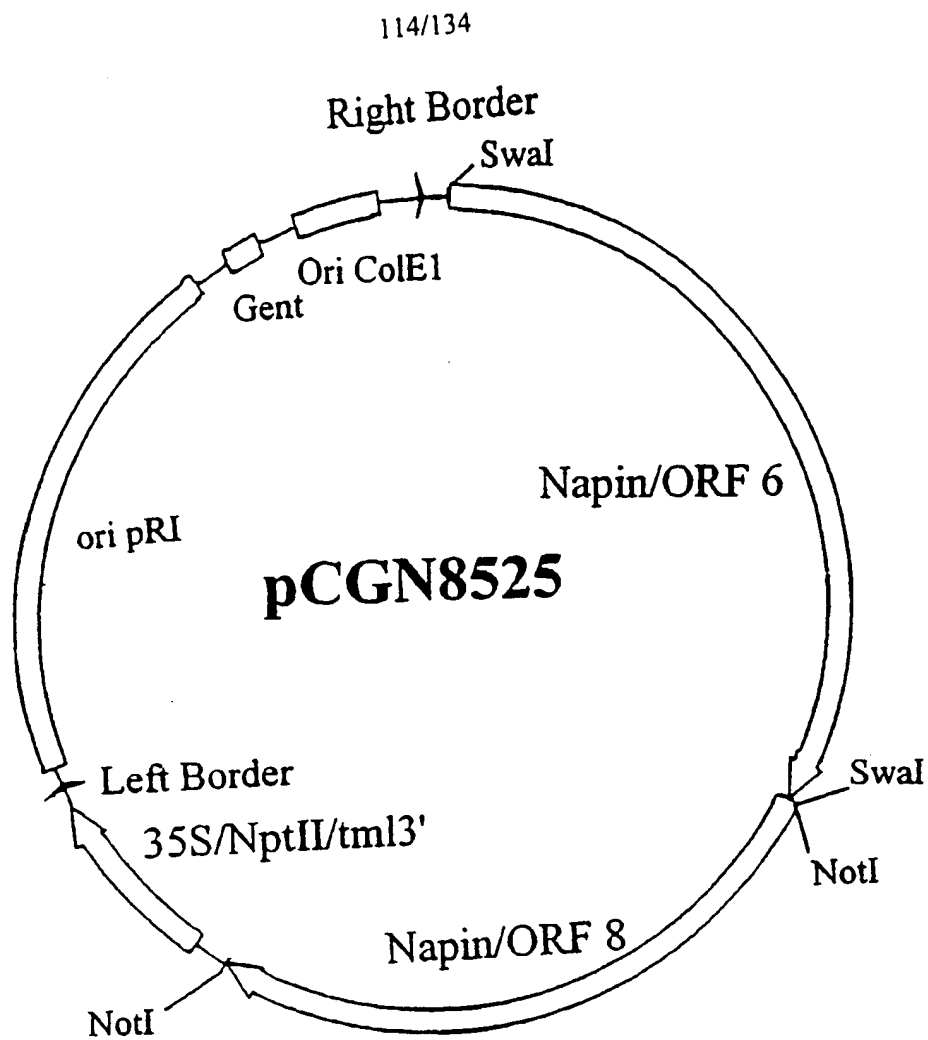 114/134
Right Border
SwaI
Ori ColE1
Gent
Napin/ORF 6
ori pRI
pCGN8525
Left Border
SwaI
35S/NptII/tml3'
NotI
Napin/ORF 8
NotI